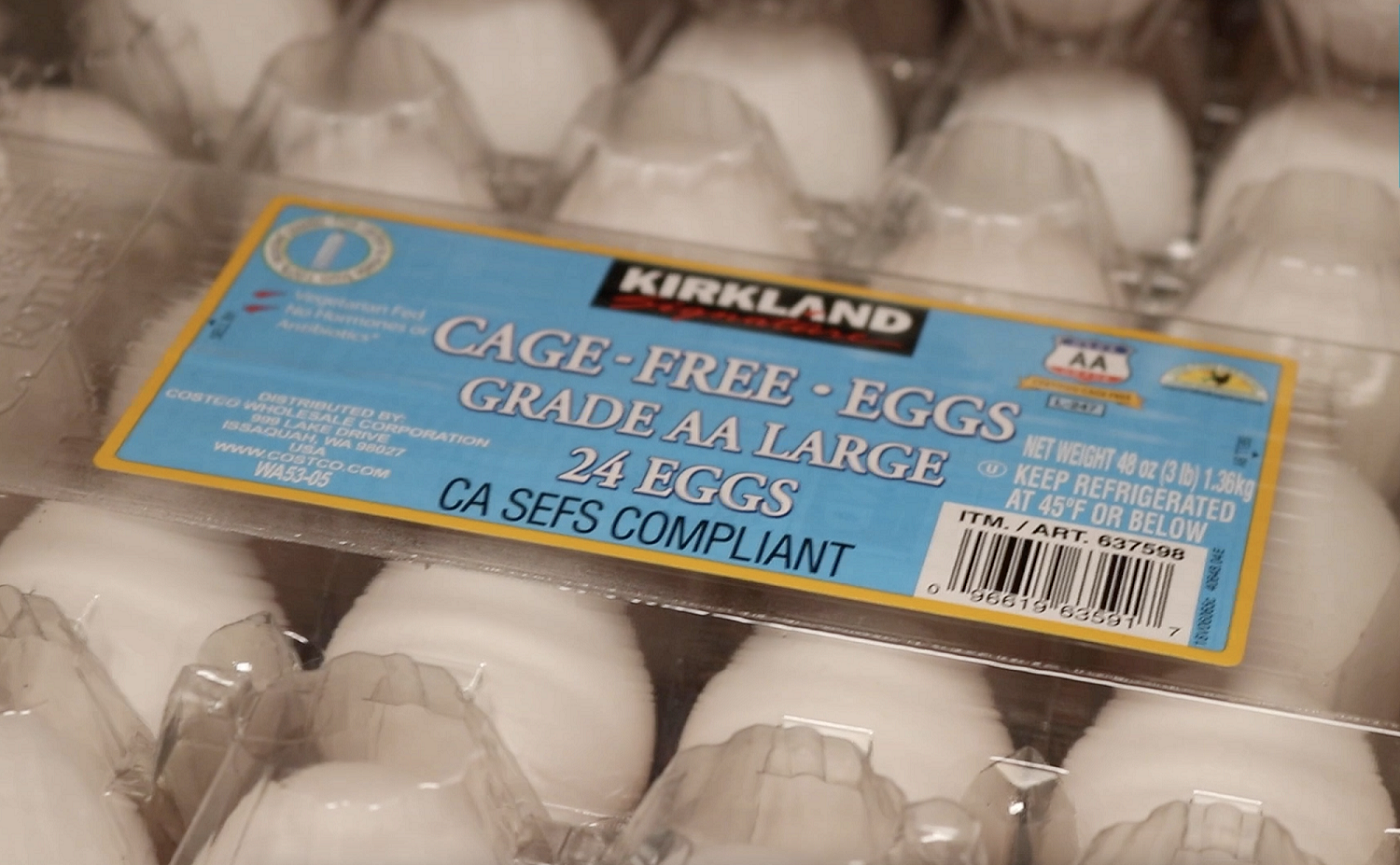 KIRKLAND
Signature
Vegetarian Fed
No Hormones or
Antibiotics*
CAGE-FREE • EGGS
GRADE AA LARGE
24 EGGS
CA SEFS COMPLIANT
DISTRIBUTED BY:
COSTCO WHOLESALE CORPORATION
999 LAKE DRIVE
ISSAQUAH, WA 98027
USA
WWW.COSTCO.COM
WA53-05
AA
NET WEIGHT 48 oz (3 lb) 1.36kg
U KEEP REFRIGERATED
AT 45°F OR BELOW
ITM. / ART. 637598
0 96619 63591 7